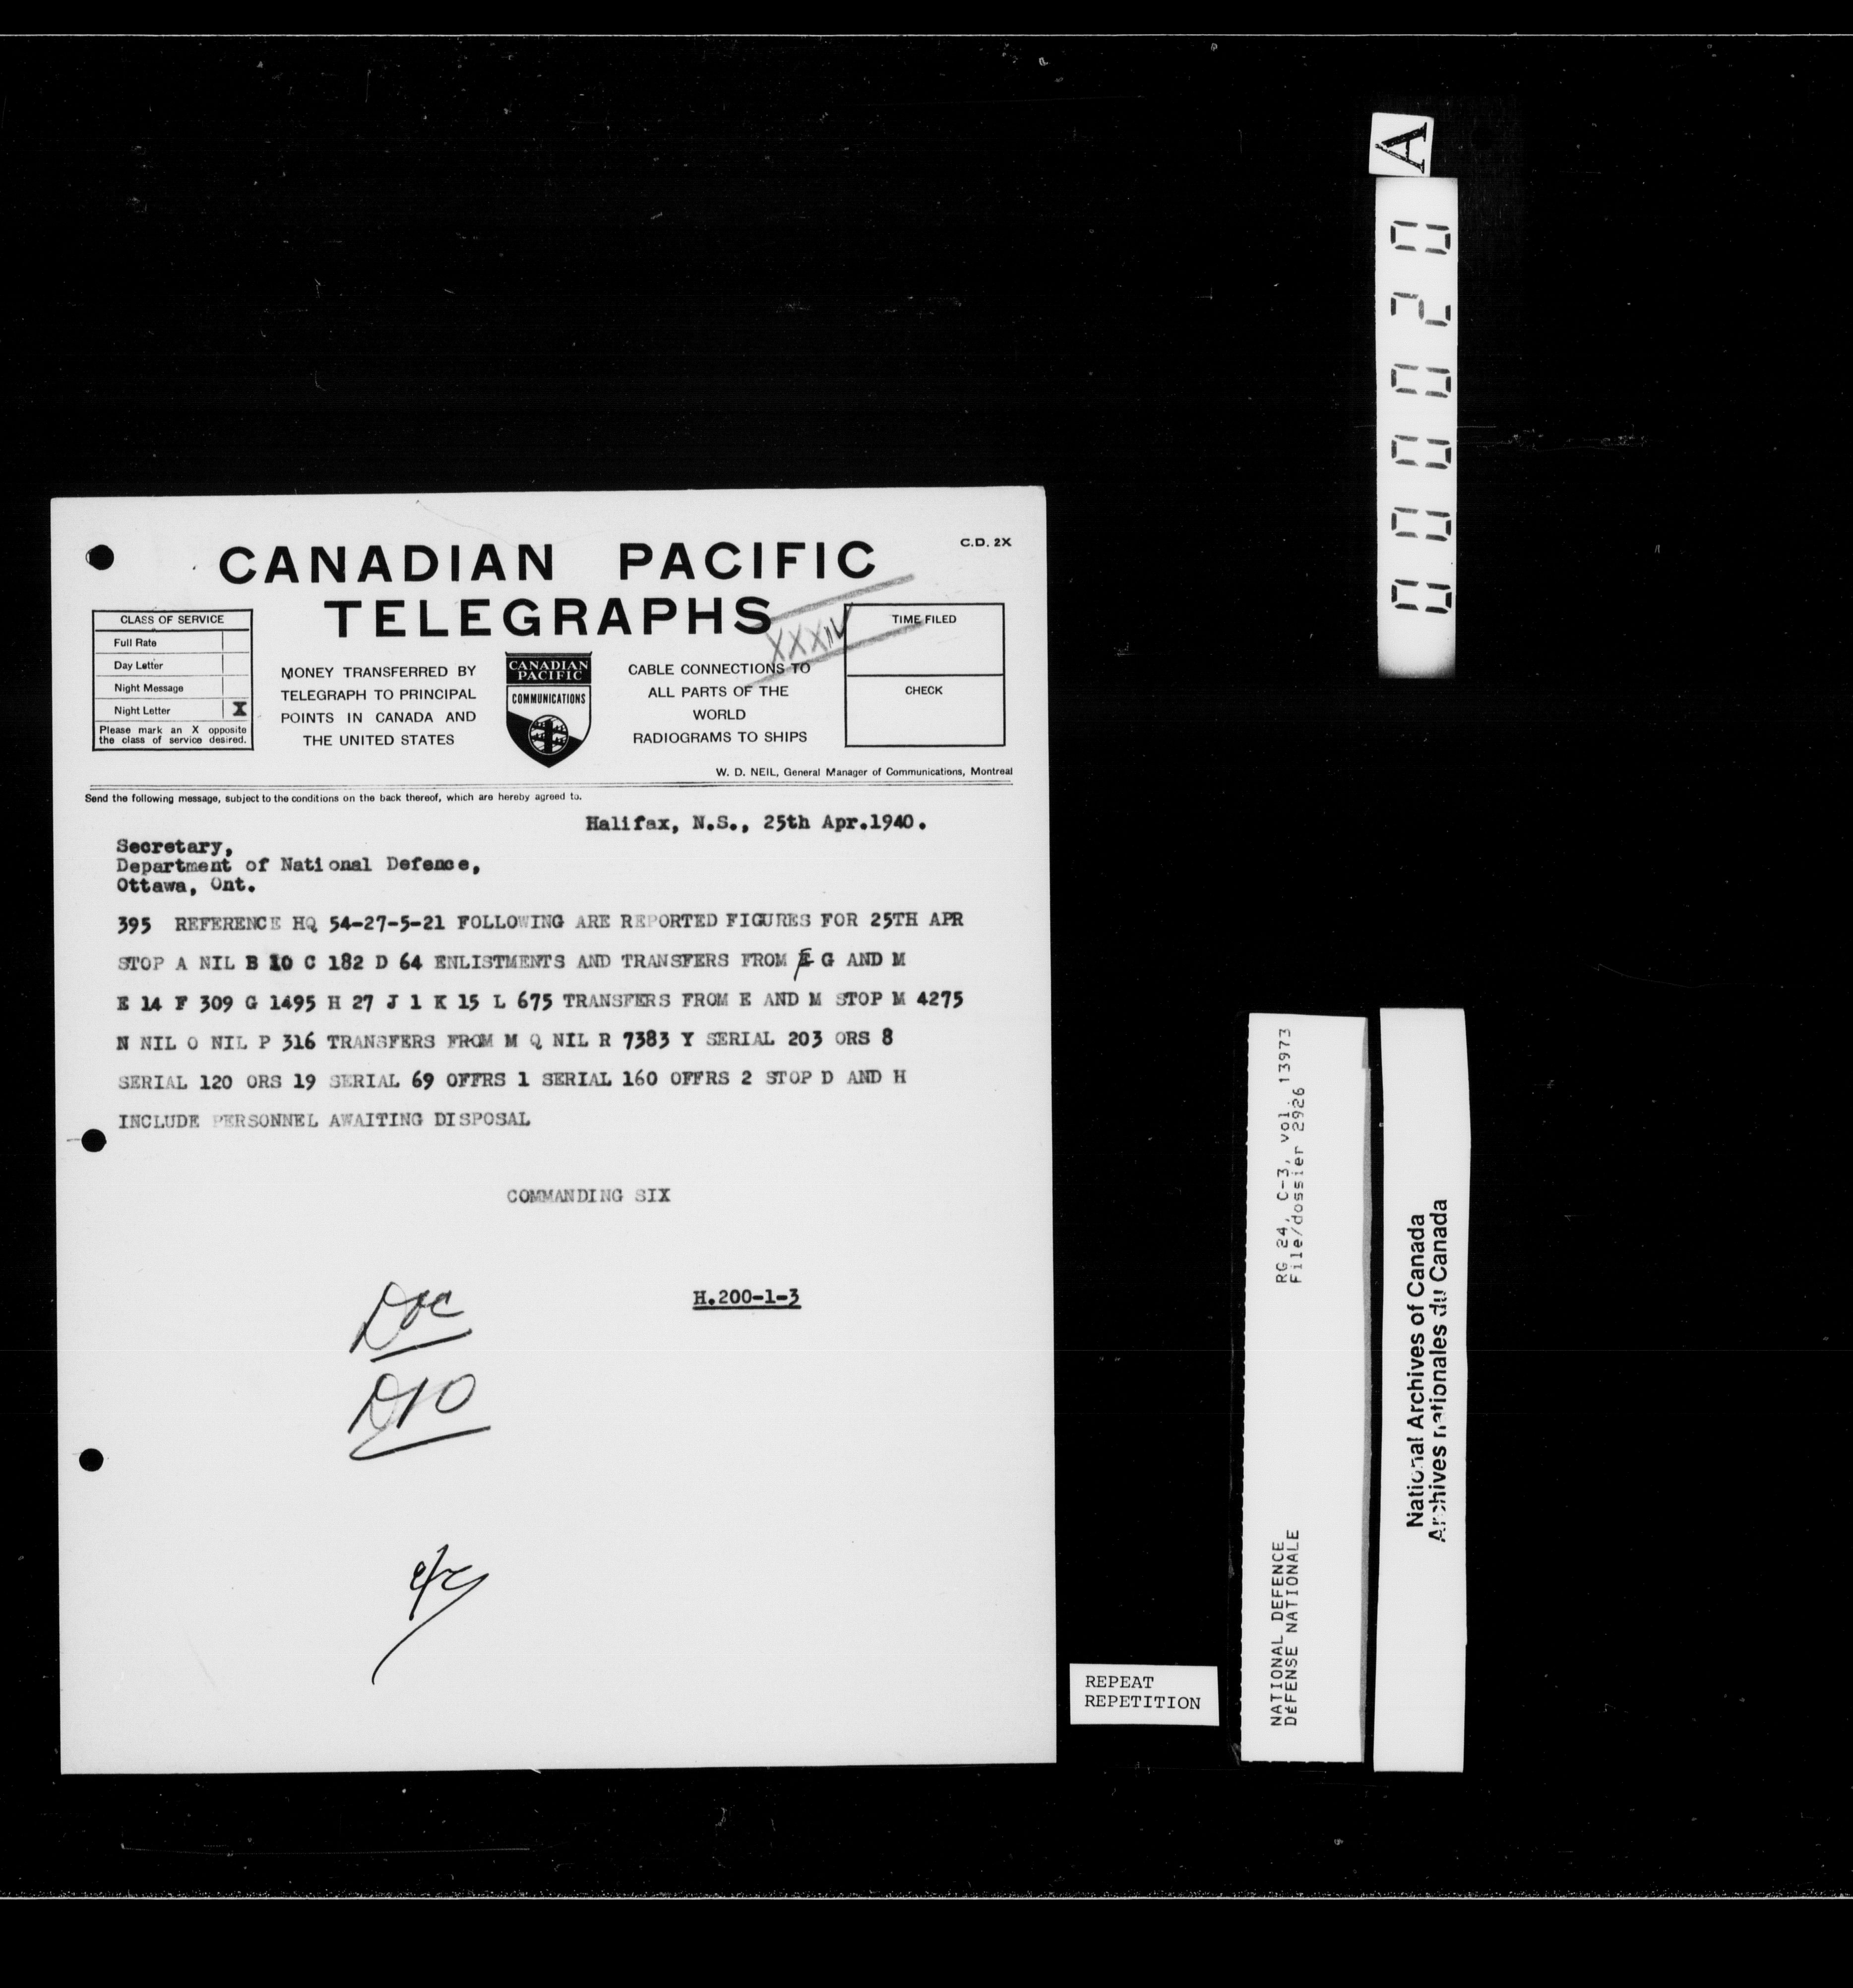 CANADIAN PACIFIC
TELEGRAPHS
C.D. 2X
XXXIV
CLASS OF SERVICE
Full Rate
Day Letter
Night Message
Night Letter X
Please mark an X opposite
the class of service desired.
MONEY TRANSFERRED BY
TELEGRAPH TO PRINCIPAL
POINTS IN CANADA AND
THE UNITED STATES
CANADIAN
PACIFIC
COMMUNICATIONS
CABLE CONNECTIONS TO
ALL PARTS OF THE
WORLD
RADIOGRAMS TO SHIPS
TIME FILED
CHECK
W. D. NEIL, General Manager of Communications, Montreal
Send the following message, subject to the conditions on the back thereof, which are hereby agreed to.
Halifax, N.S., 25th Apr.1940.
Secretary,
Department of National Defence,
Ottawa, Ont.
395 REFERENCE HQ 54-27-5-21 FOLLOWING ARE REPORTED FIGURES FOR 25TH APR
STOP A NIL B 10 C 182 D 64 ENLISTMENTS AND TRANSFERS FROM E G AND M
E 14 F 309 G 1495 H 27 J 1 K 15 L 675 TRANSFERS FROM E AND M STOP M 4275
N NIL O NIL P 316 TRANSFERS FROM M Q NIL R 7383 Y SERIAL 203 ORS 8
SERIAL 120 ORS 19 SERIAL 69 OFFRS 1 SERIAL 160 OFFRS 2 STOP D AND H
INCLUDE PERSONNEL AWAITING DISPOSAL
COMMANDING SIX
H.200-1-3
REPEAT
REPETITION
NATIONAL DEFENCE
DÉFENSE NATIONALE
RG 24, C-3, vol. 13973
File/dossier 2926
National Archives of Canada
Archives nationales du Canada
000020
A